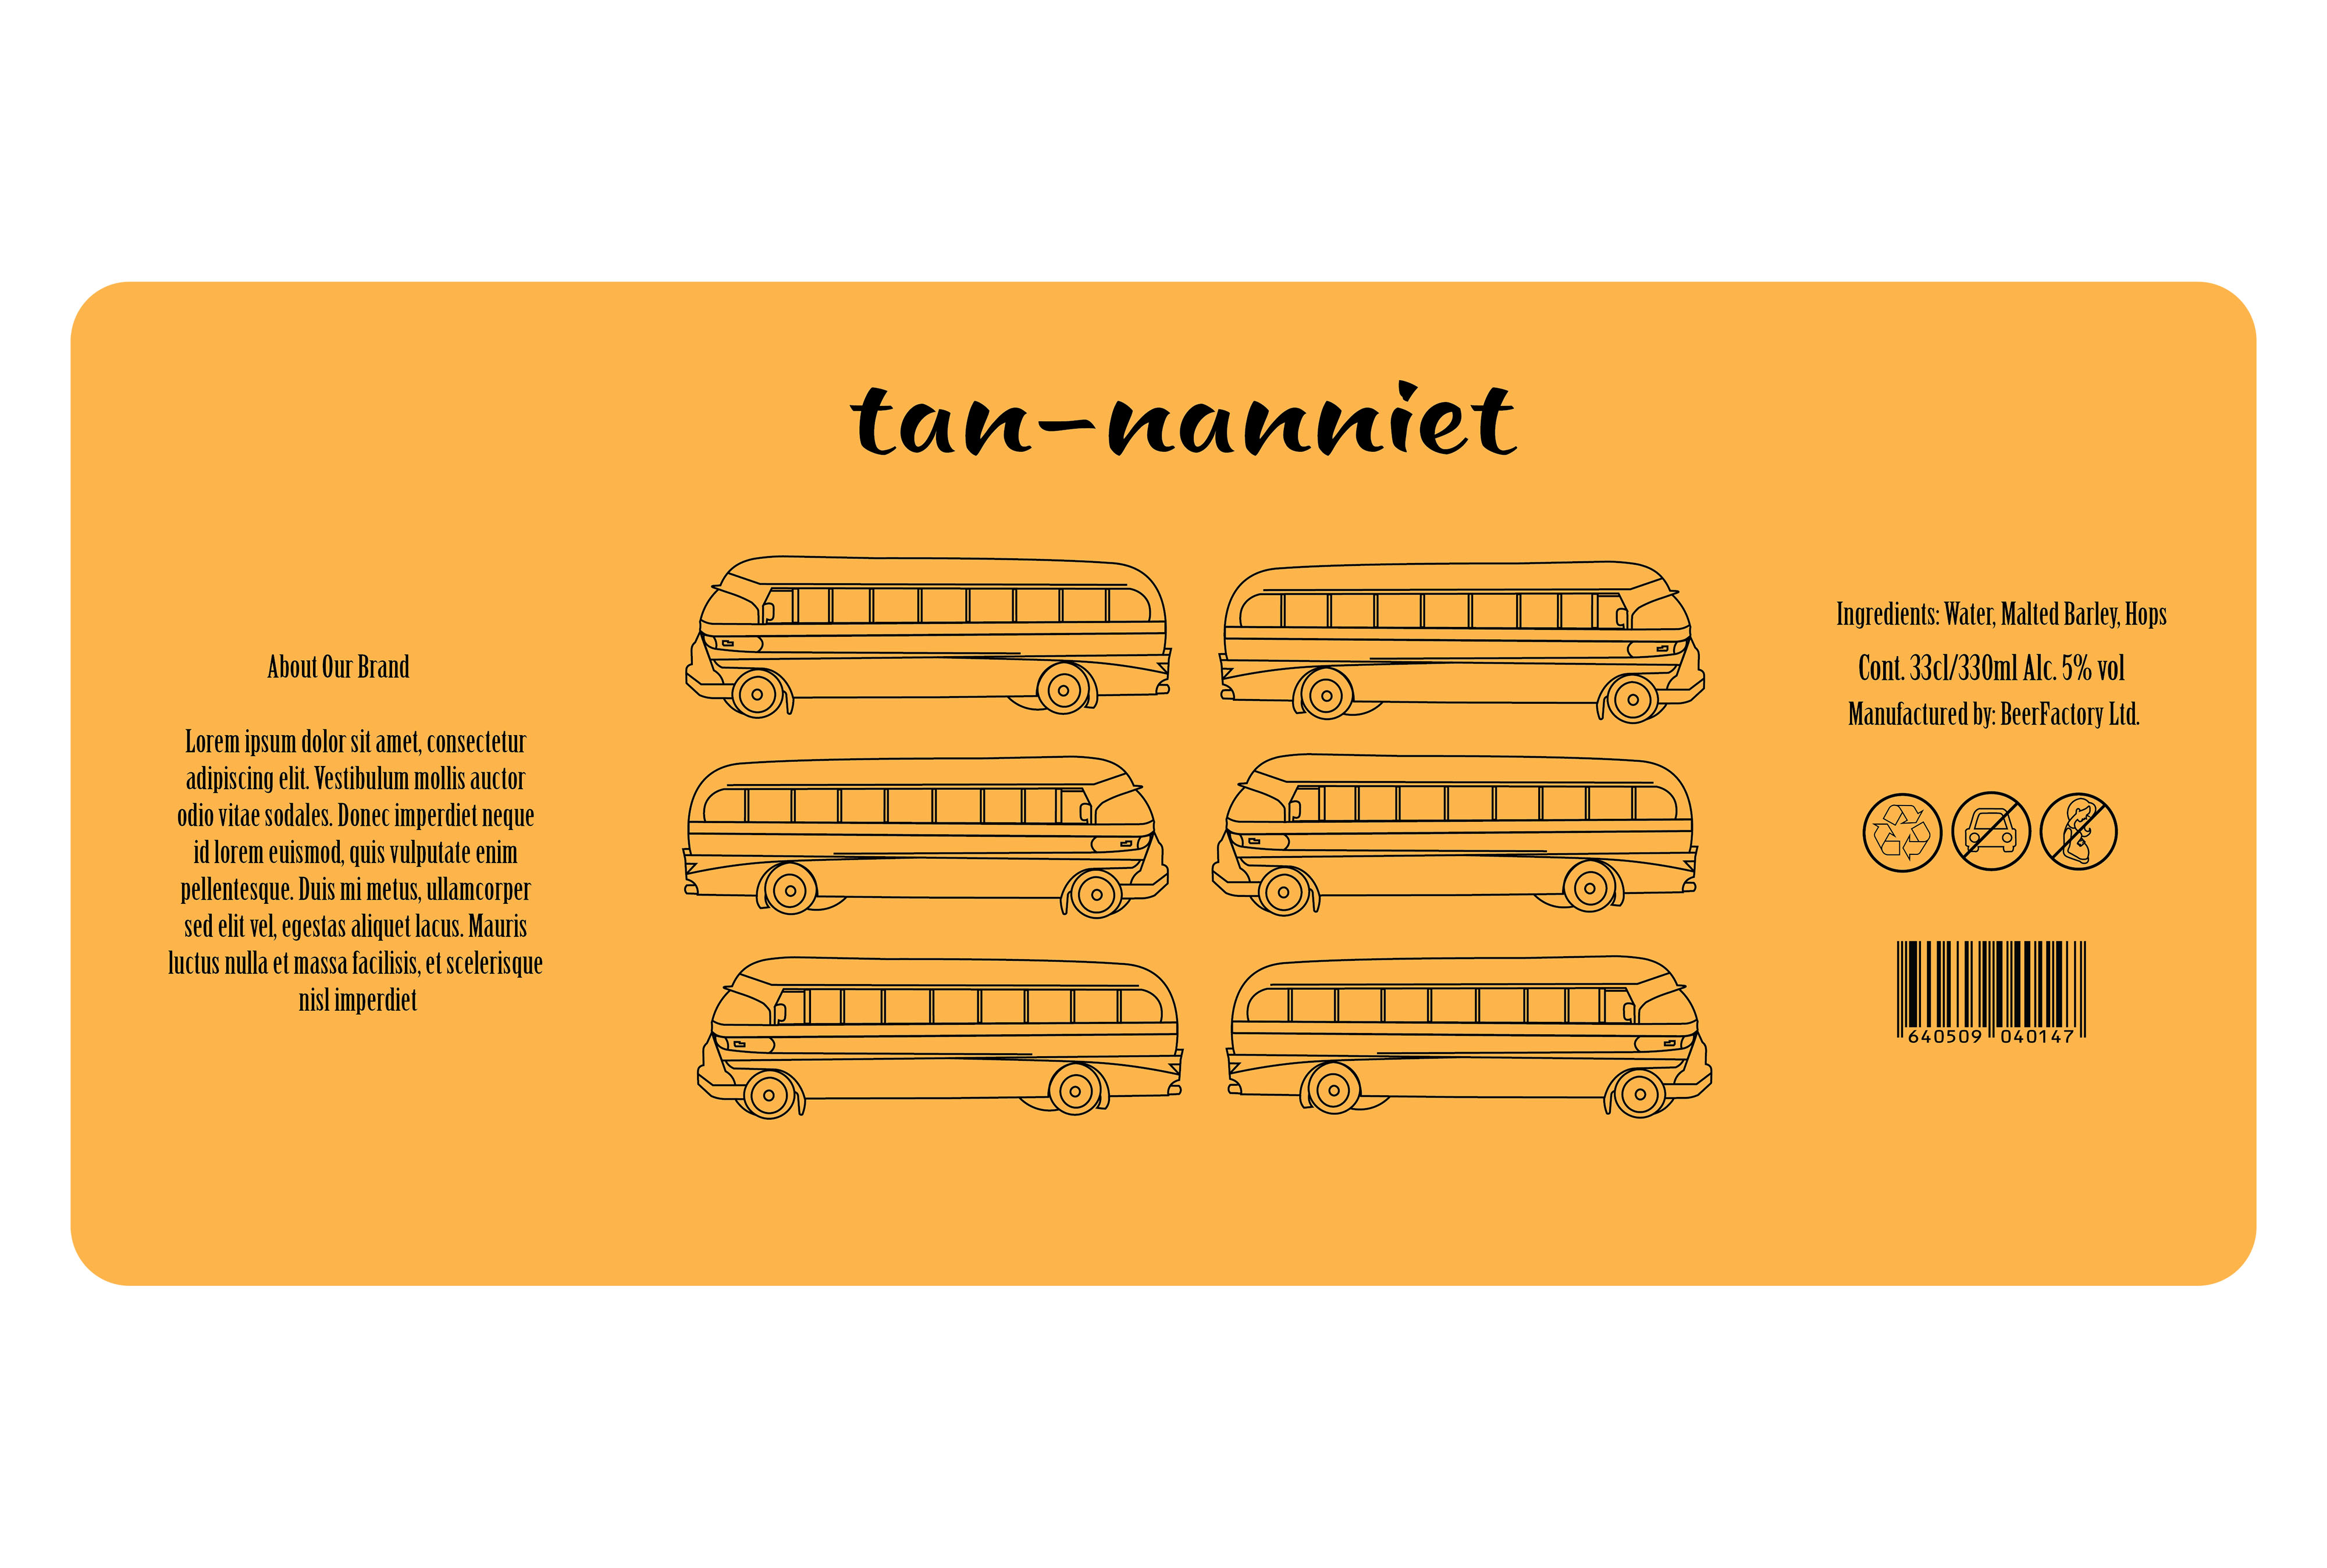 tan-nanniet
About Our Brand
Lorem ipsum dolor sit amet, consectetur
adipiscing elit. Vestibulum mollis auctor
odio vitae sodales. Donec imperdiet neque
id lorem euismod, quis vulputate enim
pellentesque. Duis mi metus, ullamcorper
sed elit vel, egestas aliquet lacus. Mauris
luctus nulla et massa facilisis, et scelerisque
nisl imperdiet
Ingredients: Water, Malted Barley, Hops
Cont. 33cl/330ml Alc. 5% vol
Manufactured by: BeerFactory Ltd.
640509 040147